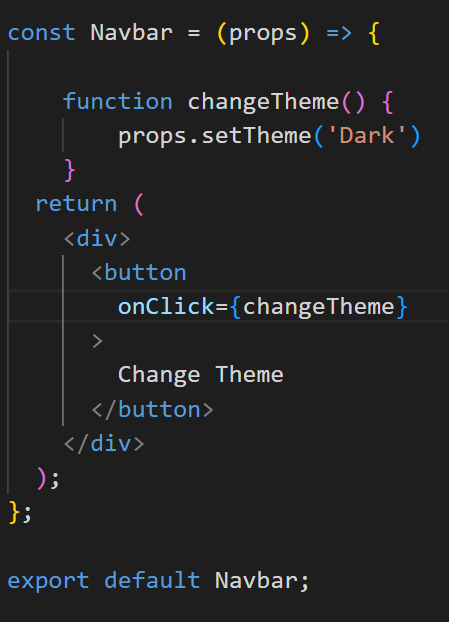 const Navbar = (props) => {
function changeTheme() {
props.setTheme('Dark')
}
return (
<div>
<button
onClick={changeTheme}
>
Change Theme
</button>
</div>
);
};
export default Navbar;